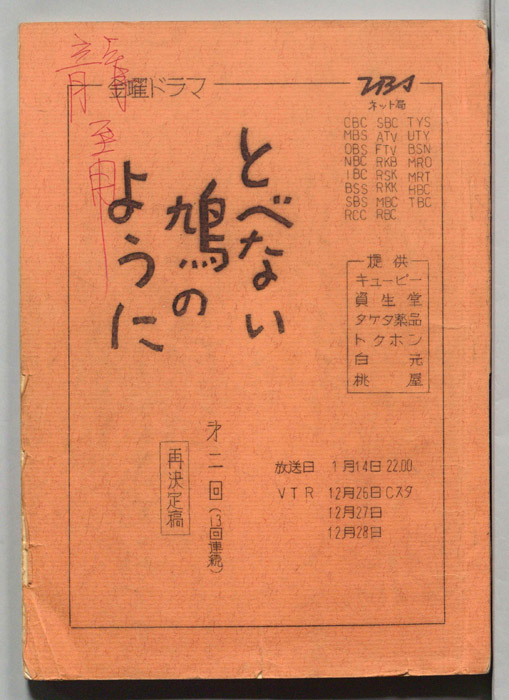 金曜ドラマ
TBS
ネット局
CBC SBC TYS
MBS ATV UTY
OBS FTV BSN
NBC RKB MRO
IBC RSK MRT
BSS RKK HBC
SBS MBC TBC
RCC RBC
とべない
鳩の
ように
提供
キューピー
資生堂
タケダ薬品
トクホン
白元
桃屋
第二回(13回連続)
再決定稿
放送日 1月14日 22.00
VTR 12月26日 Cスタ
12月27日
12月28日